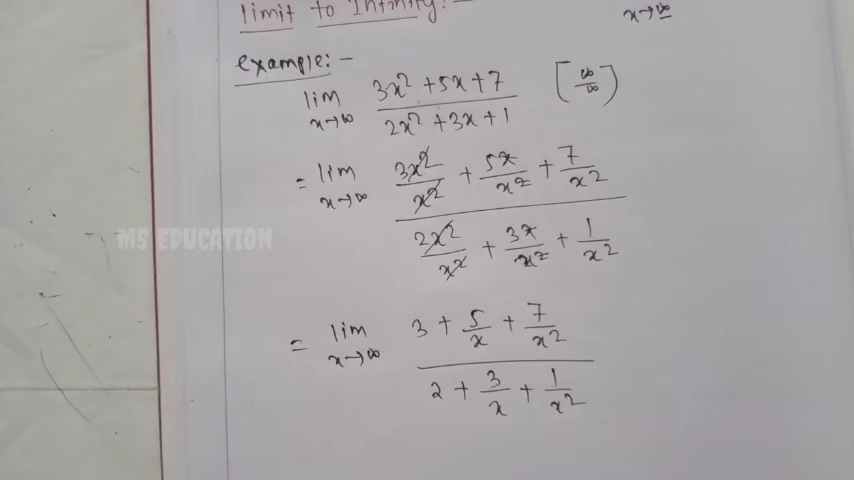 limit to Infinity:-
x→∞
example:-
lim x→∞ (3x² + 5x + 7)/(2x² + 3x + 1) [∞/∞]
= lim x→∞ (3x²/x² + 5x/x² + 7/x²)/(2x²/x² + 3x/x² + 1/x²)
MS EDUCATION
= lim x→∞ (3 + 5/x + 7/x²)/(2 + 3/x + 1/x²)